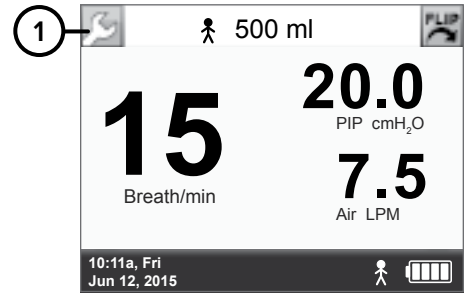 1
500 ml
FLIP
15
Breath/min
20.0
PIP cmH₂O
7.5
Air LPM
10:11a, Fri
Jun 12, 2015